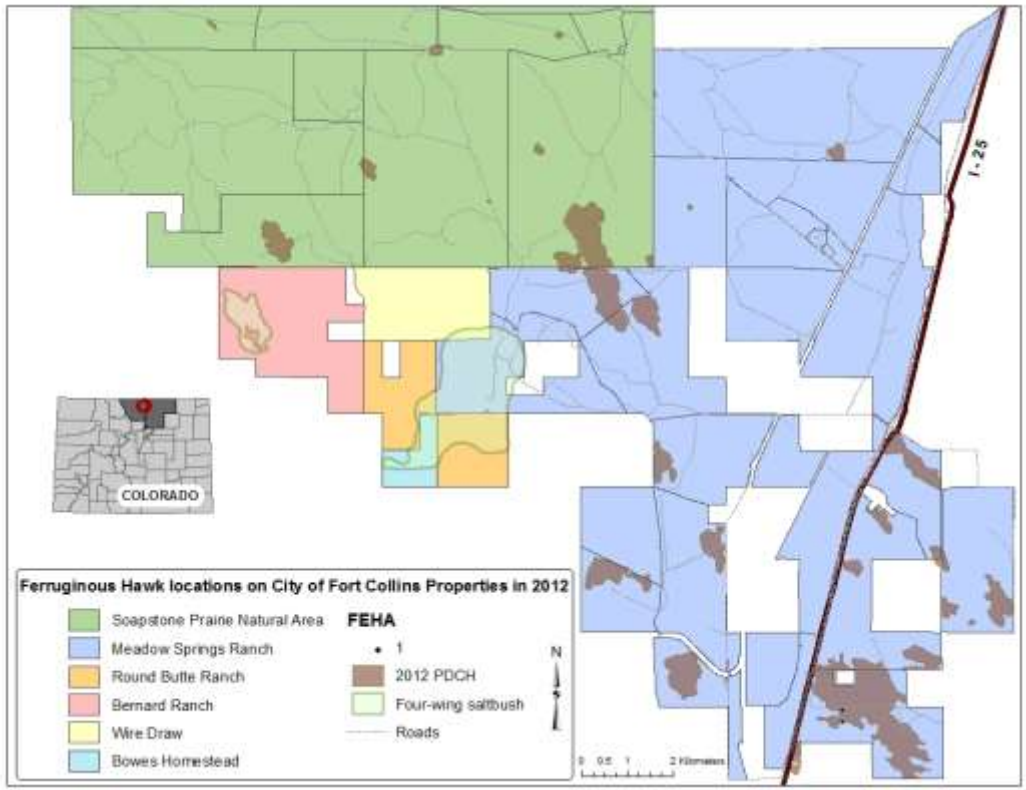 I - 25
COLORADO
Ferruginous Hawk locations on City of Fort Collins Properties in 2012
Soapstone Prairie Natural Area
Meadow Springs Ranch
Round Butte Ranch
Bernard Ranch
Wire Draw
Bowes Homestead
FEHA
1
2012 PDCH
Four-wing saltbush
Roads
N
0 0.5 1 2 Kilometers